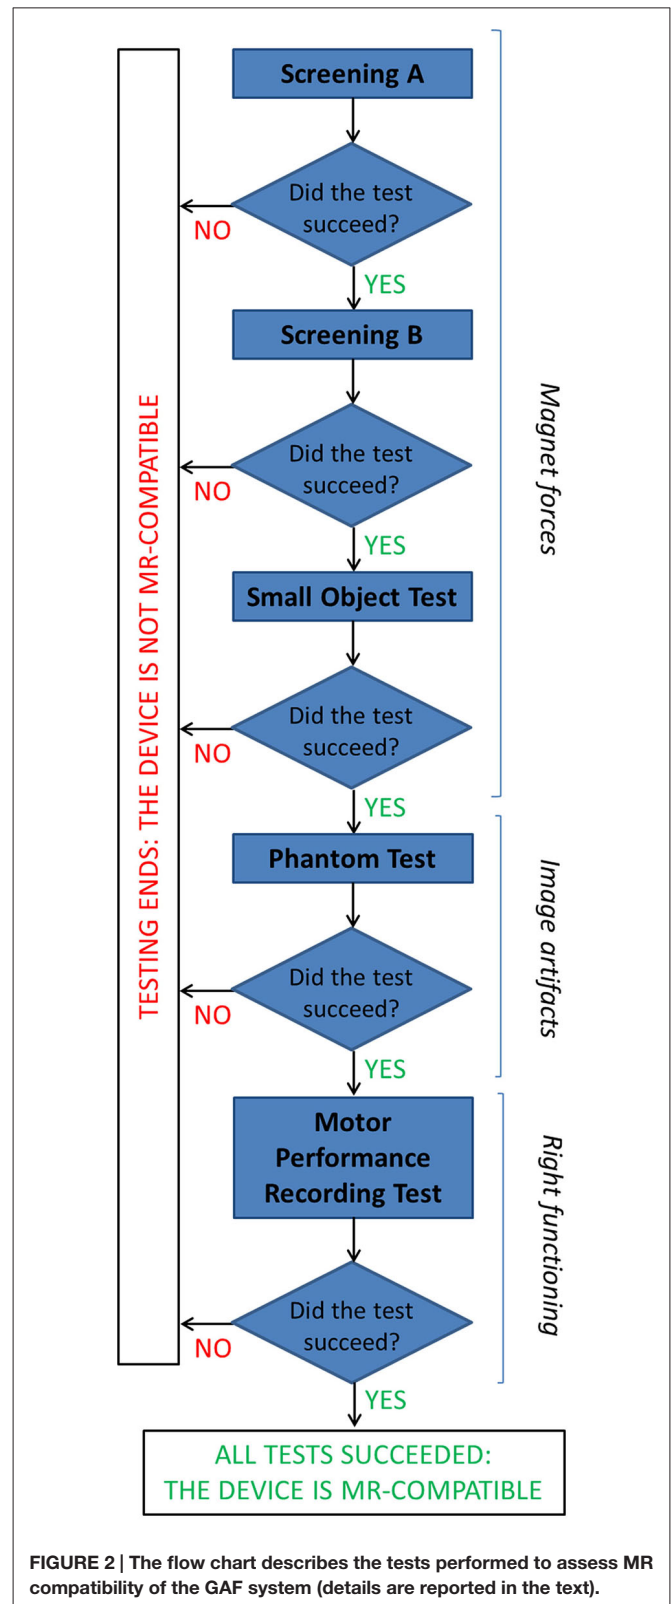 Screening A
Did the test
succeed?
NO
YES
Screening B
Did the test
succeed?
NO
YES
Small Object Test
Did the test
succeed?
NO
YES
Magnet forces
Phantom Test
Did the test
succeed?
NO
YES
Image artifacts
Motor
Performance
Recording Test
Did the test
succeed?
NO
YES
Right functioning
TESTING ENDS: THE DEVICE IS NOT MR-COMPATIBLE
ALL TESTS SUCCEEDED:
THE DEVICE IS MR-COMPATIBLE
FIGURE 2 | The flow chart describes the tests performed to assess MR
compatibility of the GAF system (details are reported in the text).